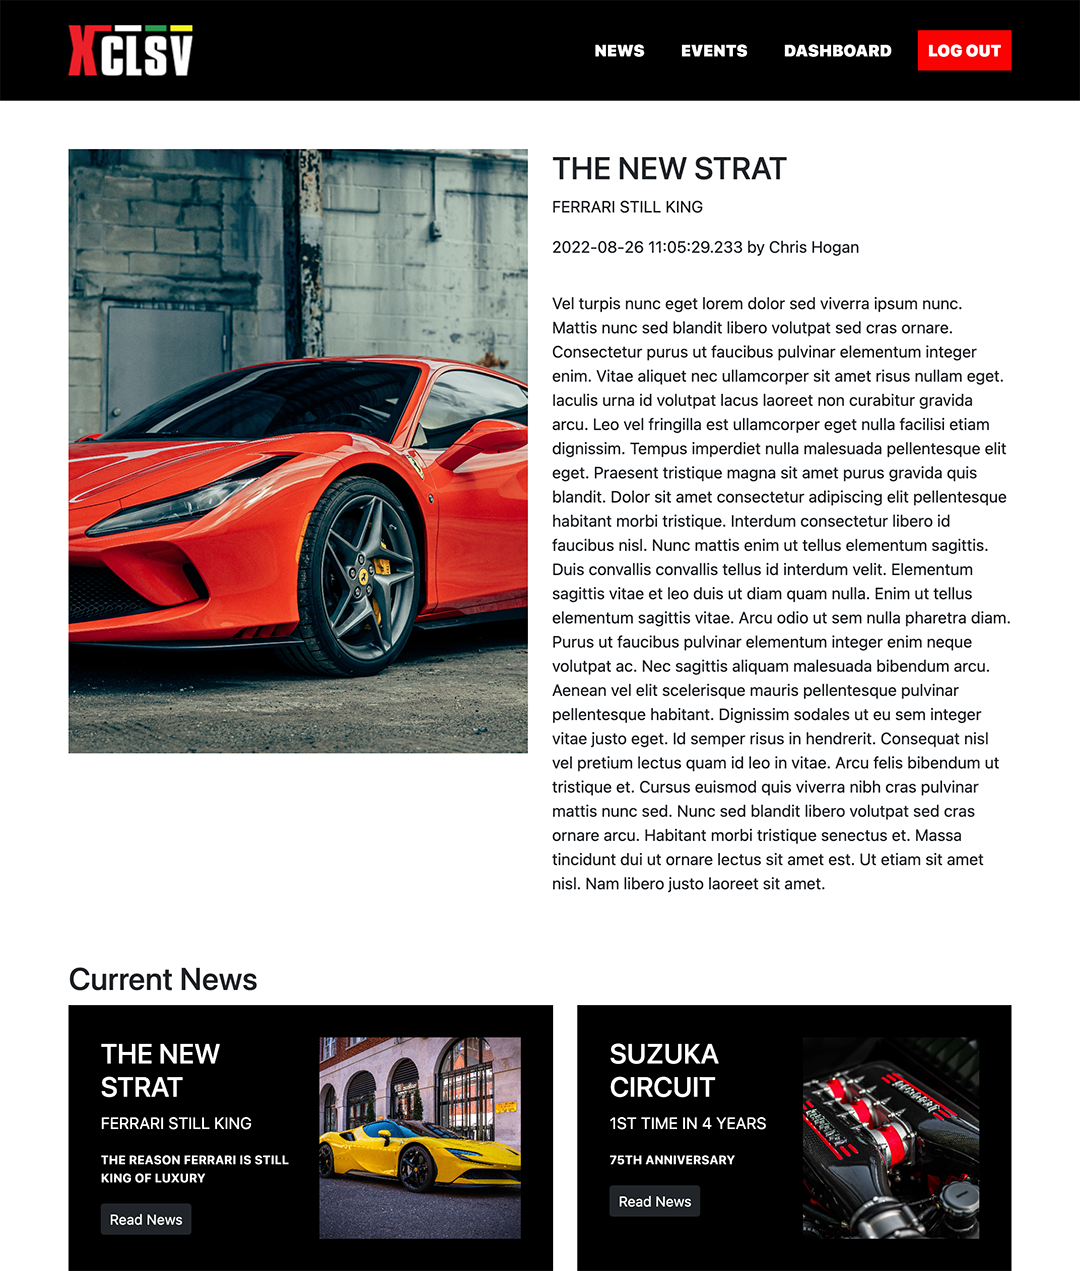 XCLSV
NEWS
EVENTS
DASHBOARD
LOG OUT
THE NEW STRAT
FERRARI STILL KING
2022-08-26 11:05:29.233 by Chris Hogan
Vel turpis nunc eget lorem dolor sed viverra ipsum nunc.
Mattis nunc sed blandit libero volutpat sed cras ornare.
Consectetur purus ut faucibus pulvinar elementum integer
enim. Vitae aliquet nec ullamcorper sit amet risus nullam eget.
Iaculis urna id volutpat lacus laoreet non curabitur gravida
arcu. Leo vel fringilla est ullamcorper eget nulla facilisi etiam
dignissim. Tempus imperdiet nulla malesuada pellentesque elit
eget. Praesent tristique magna sit amet purus gravida quis
blandit. Dolor sit amet consectetur adipiscing elit pellentesque
habitant morbi tristique. Interdum consectetur libero id
faucibus nisl. Nunc mattis enim ut tellus elementum sagittis.
Duis convallis convallis tellus id interdum velit. Elementum
sagittis vitae et leo duis ut diam quam nulla. Enim ut tellus
elementum sagittis vitae. Arcu odio ut sem nulla pharetra diam.
Purus ut faucibus pulvinar elementum integer enim neque
volutpat ac. Nec sagittis aliquam malesuada bibendum arcu.
Aenean vel elit scelerisque mauris pellentesque pulvinar
pellentesque habitant. Dignissim sodales ut eu sem integer
vitae justo eget. Id semper risus in hendrerit. Consequat nisl
vel pretium lectus quam id leo in vitae. Arcu felis bibendum ut
tristique et. Cursus euismod quis viverra nibh cras pulvinar
mattis nunc sed. Nunc sed blandit libero volutpat sed cras
ornare arcu. Habitant morbi tristique senectus et. Massa
tincidunt dui ut ornare lectus sit amet est. Ut etiam sit amet
nisl. Nam libero justo laoreet sit amet.
Current News
THE NEW
STRAT
FERRARI STILL KING
THE REASON FERRARI IS STILL
KING OF LUXURY
Read News
SUZUKA
CIRCUIT
1ST TIME IN 4 YEARS
75TH ANNIVERSARY
Read News